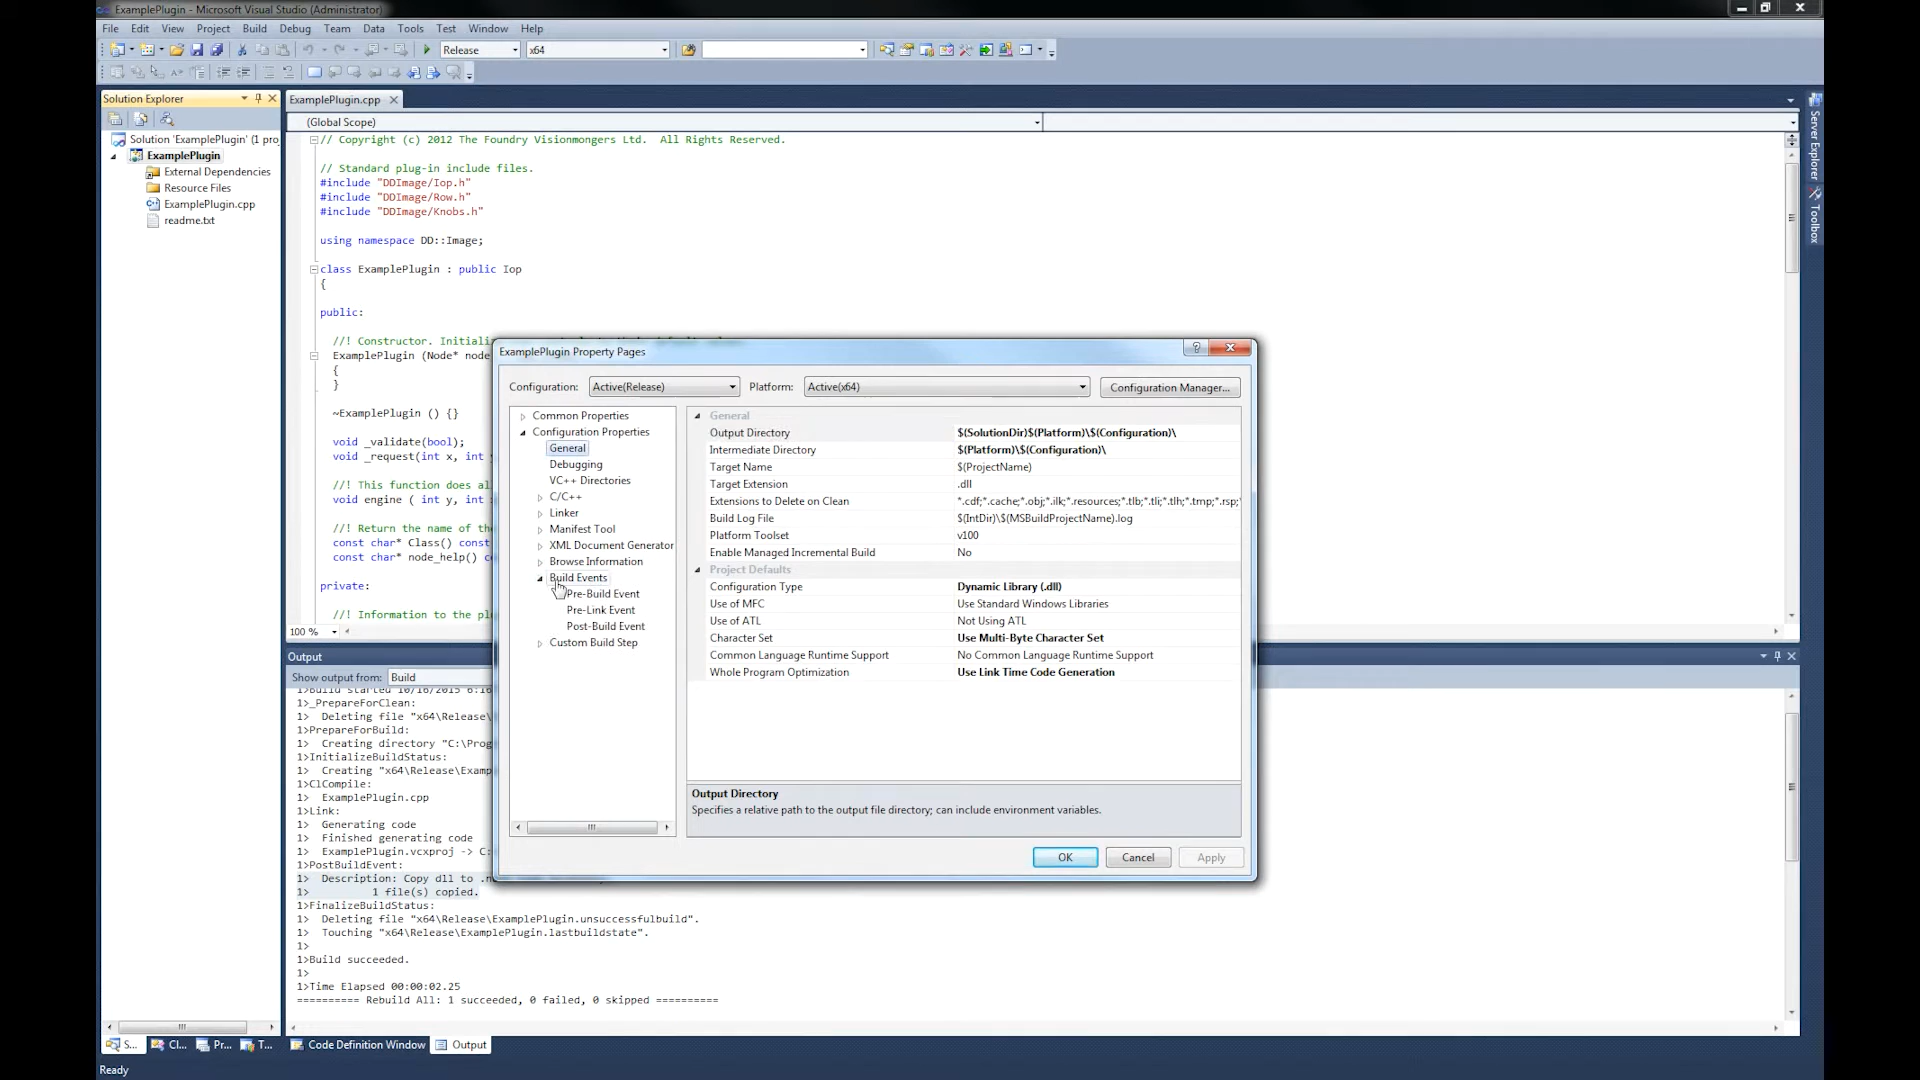 ExamplePlugin - Microsoft Visual Studio (Administrator)
File Edit View Project Build Debug Team Data Tools Test Window Help
Release x64
Solution Explorer
Solution 'ExamplePlugin' (1 pro
ExamplePlugin
External Dependencies
Resource Files
ExamplePlugin.cpp
readme.txt
ExamplePlugin.cpp
(Global Scope)
// Copyright (c) 2012 The Foundry Visionmongers Ltd.  All Rights Reserved.
// Standard plug-in include files.
#include "DDImage/Iop.h"
#include "DDImage/Row.h"
#include "DDImage/Knobs.h"
using namespace DD::Image;
class ExamplePlugin : public Iop
{
public:
//! Constructor. Initiali
ExamplePlugin (Node* node
{
}
~ExamplePlugin () {}
void _validate(bool);
void _request(int x, int
//! This function does al
void engine ( int y, int
//! Return the name of th
const char* Class() const
const char* node_help() c
private:
//! Information to the pl
100 %
Server Explorer
Toolbox
ExamplePlugin Property Pages
Configuration: Active(Release) Platform: Active(x64) Configuration Manager...
Common Properties
Configuration Properties
General
Debugging
VC++ Directories
C/C++
Linker
Manifest Tool
XML Document Generator
Browse Information
Build Events
Pre-Build Event
Pre-Link Event
Post-Build Event
Custom Build Step
General
Output Directory $(SolutionDir)$(Platform)\$(Configuration)\
Intermediate Directory $(Platform)\$(Configuration)\
Target Name $(ProjectName)
Target Extension .dll
Extensions to Delete on Clean *.cdf;*.cache;*.obj;*.ilk;*.resources;*.tlb;*.tli;*.tlh;*.tmp;*.rsp;
Build Log File $(IntDir)\$(MSBuildProjectName).log
Platform Toolset v100
Enable Managed Incremental Build No
Project Defaults
Configuration Type Dynamic Library (.dll)
Use of MFC Use Standard Windows Libraries
Use of ATL Not Using ATL
Character Set Use Multi-Byte Character Set
Common Language Runtime Support No Common Language Runtime Support
Whole Program Optimization Use Link Time Code Generation
Output Directory
Specifies a relative path to the output file directory; can include environment variables.
OK Cancel Apply
Output
Show output from: Build
1>Build started 10/16/2015 6:16
1>_PrepareForClean:
1>  Deleting file "x64\Release\
1>PrepareForBuild:
1>  Creating directory "C:\Prog
1>InitializeBuildStatus:
1>  Creating "x64\Release\Examp
1>ClCompile:
1>  ExamplePlugin.cpp
1>Link:
1>  Generating code
1>  Finished generating code
1>  ExamplePlugin.vcxproj -> C:
1>PostBuildEvent:
1>  Description: Copy dll to
1>          1 file(s) copied.
1>FinalizeBuildStatus:
1>  Deleting file "x64\Release\ExamplePlugin.unsuccessfulbuild".
1>  Touching "x64\Release\ExamplePlugin.lastbuildstate".
1>
1>Build succeeded.
1>
1>Time Elapsed 00:00:02.25
========== Rebuild All: 1 succeeded, 0 failed, 0 skipped ==========
S... Cl... Pr... T... Code Definition Window Output
Ready